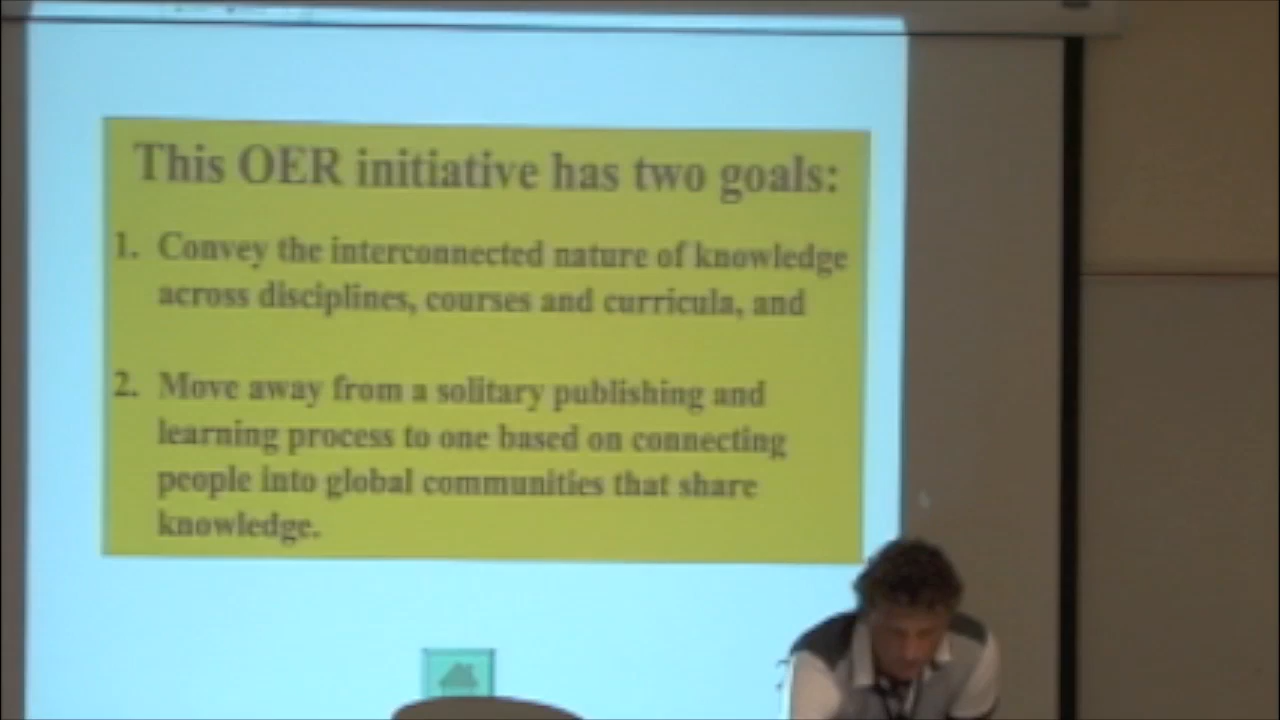 This OER initiative has two goals:
1. Convey the interconnected nature of knowledge
across disciplines, courses and curricula, and
2. Move away from a solitary publishing and
learning process to one based on connecting
people into global communities that share
knowledge.